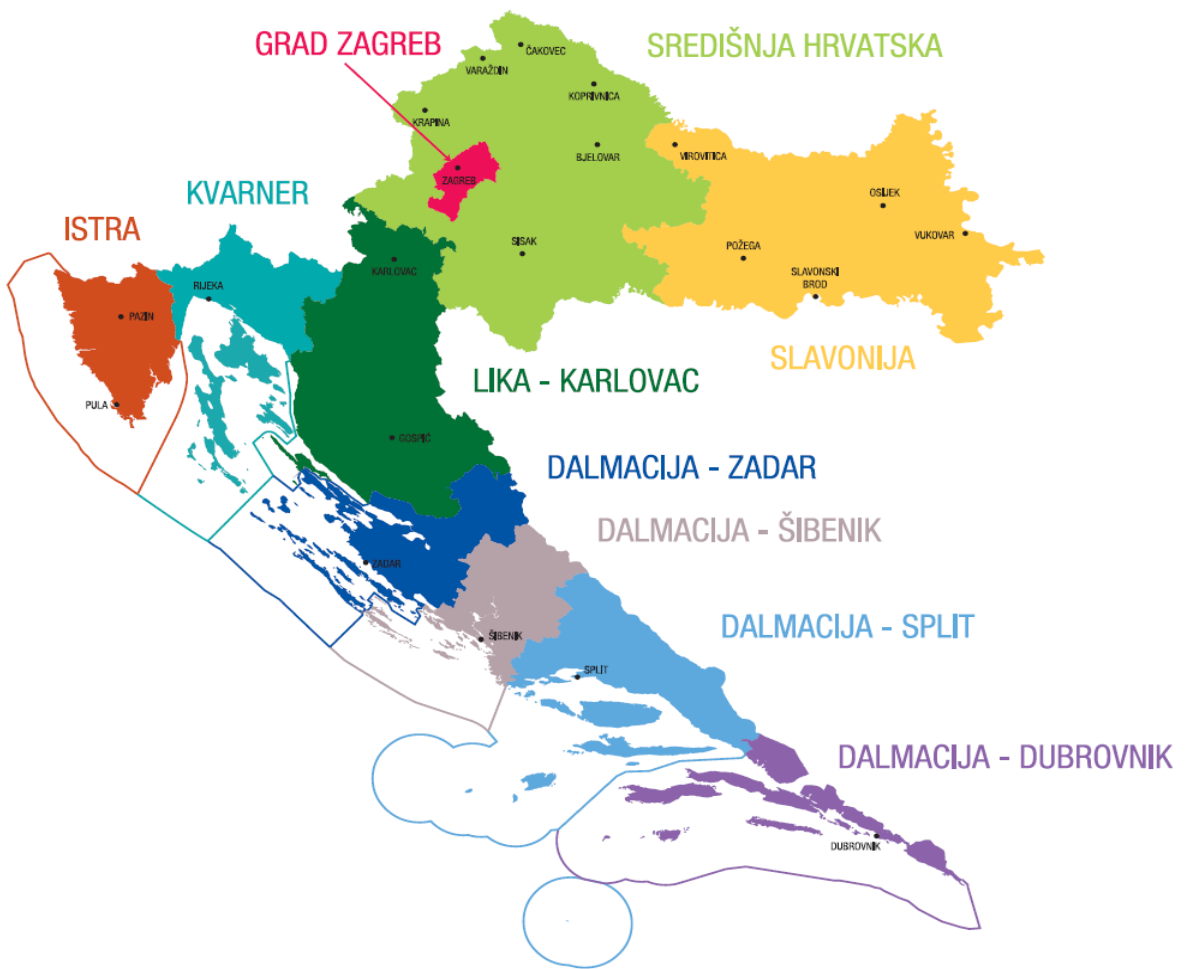 GRAD ZAGREB
SREDIŠNJA HRVATSKA
ČAKOVEC
VARAŽDIN
KOPRIVNICA
KRAPINA
BJELOVAR
VIROVITICA
ZAGREB
KVARNER
OSIJEK
ISTRA
VUKOVAR
SISAK
POŽEGA
KARLOVAC
SLAVONSKI
BROD
RIJEKA
PAZIN
SLAVONIJA
LIKA - KARLOVAC
PULA
GOSPIĆ
DALMACIJA - ZADAR
DALMACIJA - ŠIBENIK
ZADAR
DALMACIJA - SPLIT
ŠIBENIK
SPLIT
DALMACIJA - DUBROVNIK
DUBROVNIK